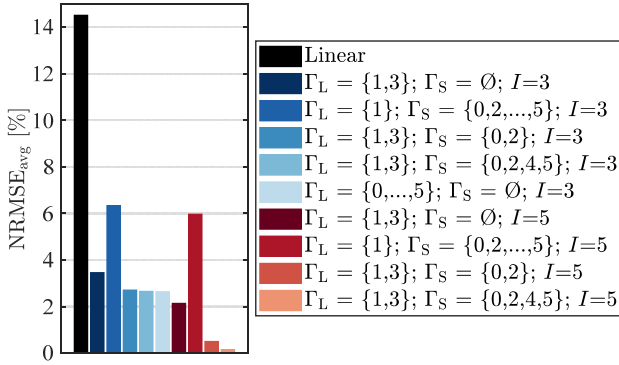 14
12
10
8
6
4
2
0
NRMSE_avg [%]
Linear
Γ_L = {1,3}; Γ_S = Ø; I=3
Γ_L = {1}; Γ_S = {0,2,...,5}; I=3
Γ_L = {1,3}; Γ_S = {0,2}; I=3
Γ_L = {1,3}; Γ_S = {0,2,4,5}; I=3
Γ_L = {0,...,5}; Γ_S = Ø; I=3
Γ_L = {1,3}; Γ_S = Ø; I=5
Γ_L = {1}; Γ_S = {0,2,...,5}; I=5
Γ_L = {1,3}; Γ_S = {0,2}; I=5
Γ_L = {1,3}; Γ_S = {0,2,4,5}; I=5